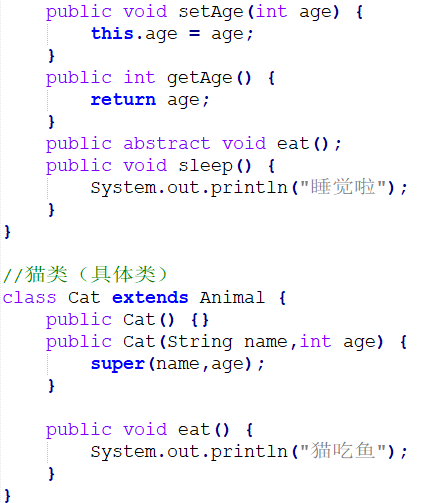 public void setAge(int age) {
        this.age = age;
    }
    public int getAge() {
        return age;
    }
    public abstract void eat();
    public void sleep() {
        System.out.println("睡觉啦");
    }
}

//猫类（具体类）
class Cat extends Animal {
    public Cat() {}
    public Cat(String name,int age) {
        super(name,age);
    }

    public void eat() {
        System.out.println("猫吃鱼");
    }
}